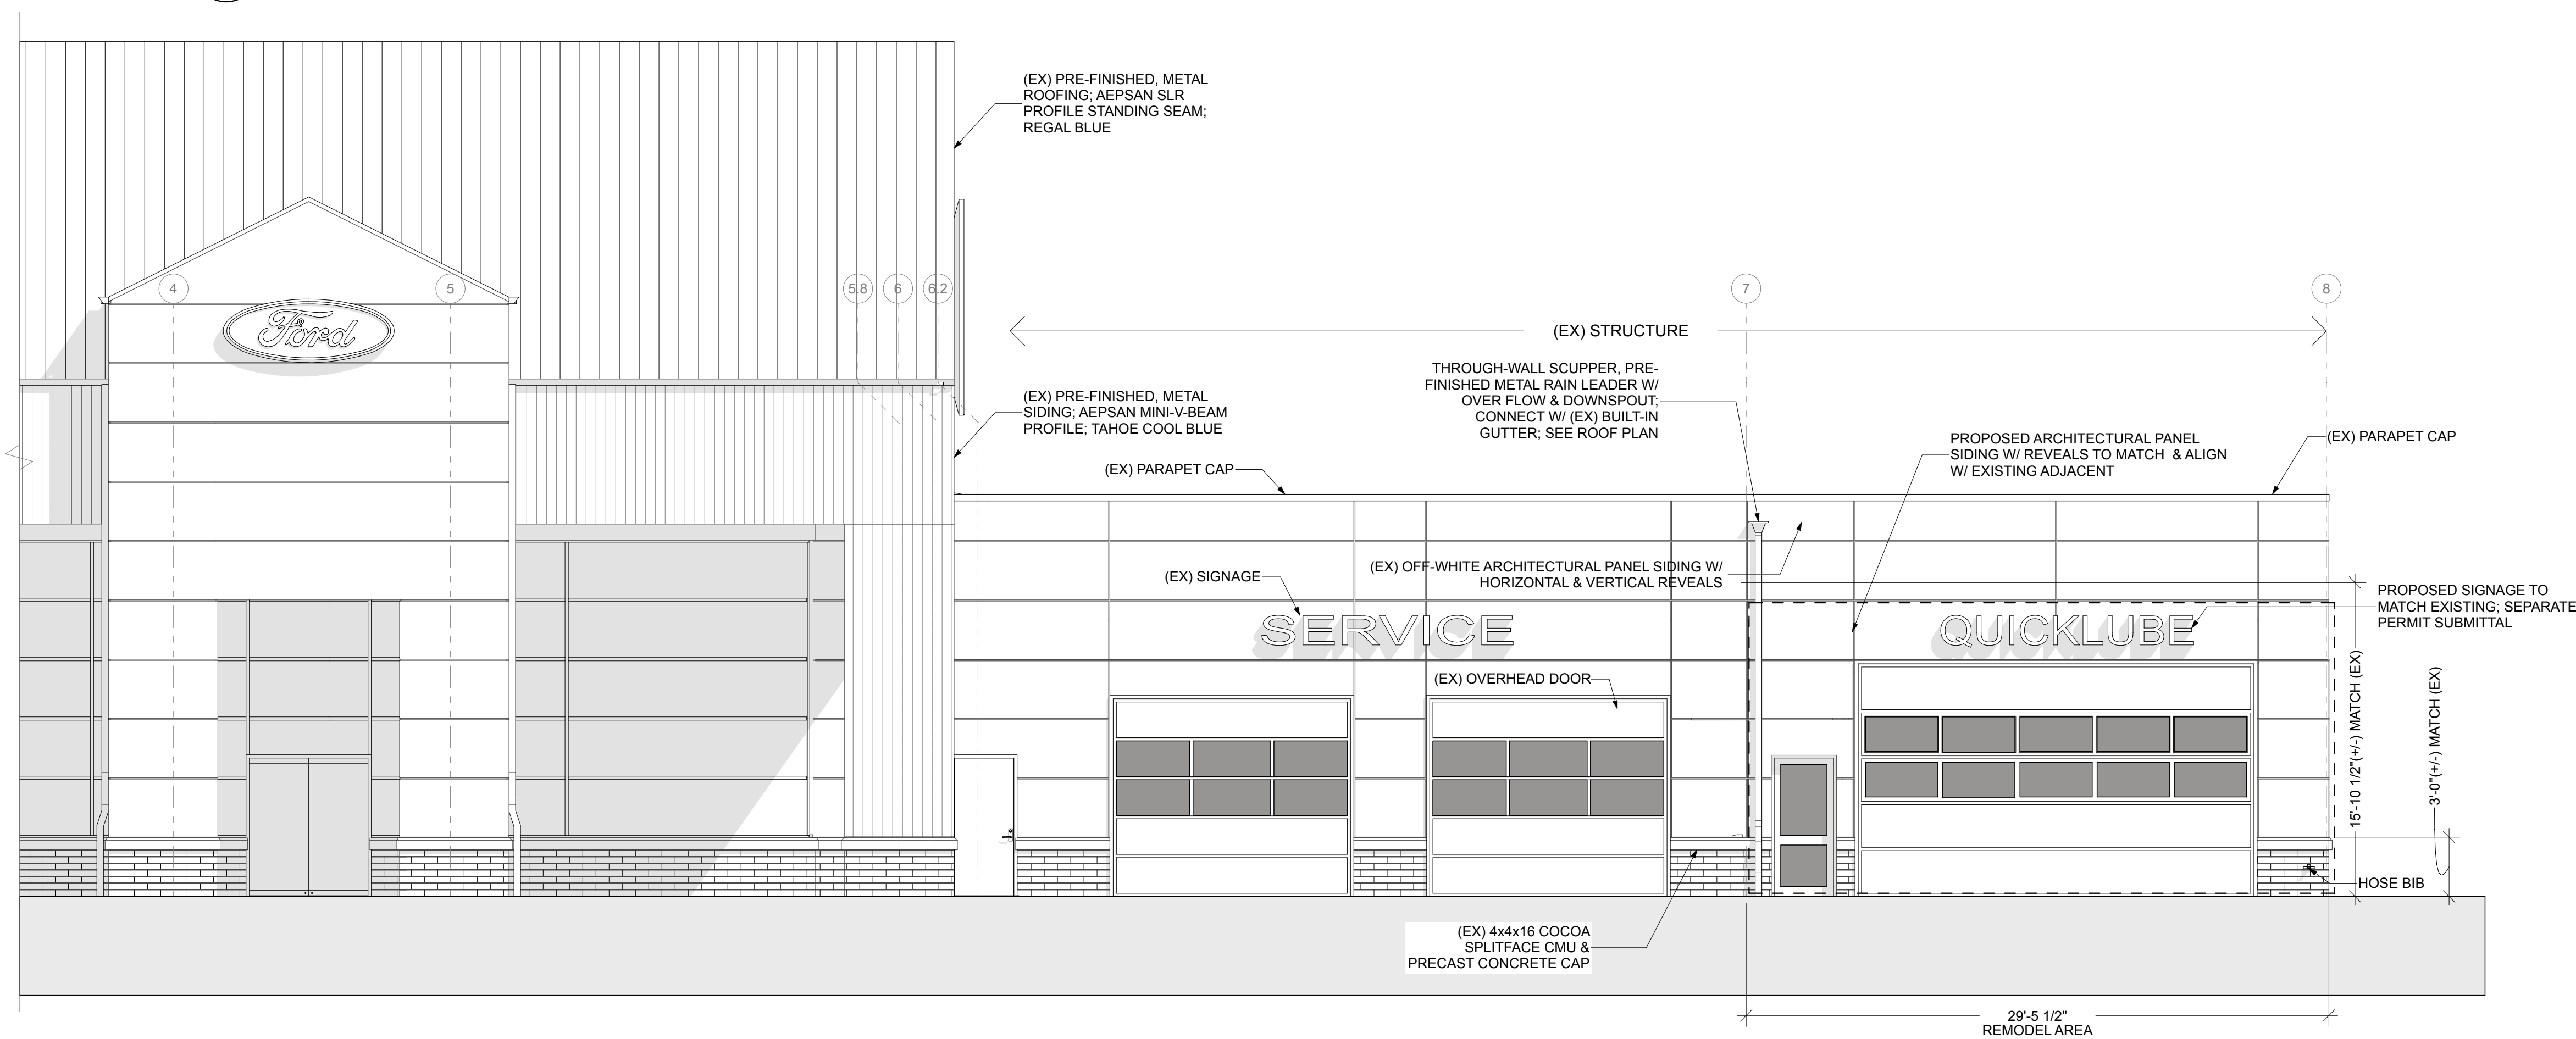 (EX) PRE-FINISHED, METAL
ROOFING; AEPSAN SLR
PROFILE STANDING SEAM;
REGAL BLUE
4
5
5.8
6
6.2
7
8
Ford
(EX) STRUCTURE
THROUGH-WALL SCUPPER, PRE-
FINISHED METAL RAIN LEADER W/
OVER FLOW & DOWNSPOUT;
CONNECT W/ (EX) BUILT-IN
GUTTER; SEE ROOF PLAN
(EX) PRE-FINISHED, METAL
SIDING; AEPSAN MINI-V-BEAM
PROFILE; TAHOE COOL BLUE
PROPOSED ARCHITECTURAL PANEL
SIDING W/ REVEALS TO MATCH & ALIGN
W/ EXISTING ADJACENT
(EX) PARAPET CAP
(EX) PARAPET CAP
(EX) OFF-WHITE ARCHITECTURAL PANEL SIDING W/
HORIZONTAL & VERTICAL REVEALS
(EX) SIGNAGE
PROPOSED SIGNAGE TO
MATCH EXISTING; SEPARATE
PERMIT SUBMITTAL
SERVICE
QUICKLUBE
(EX) OVERHEAD DOOR
15'-10 1/2"(+/-) MATCH (EX)
3'-0"(+/-) MATCH (EX)
HOSE BIB
(EX) 4x4x16 COCOA
SPLITFACE CMU &
PRECAST CONCRETE CAP
29'-5 1/2"
REMODEL AREA